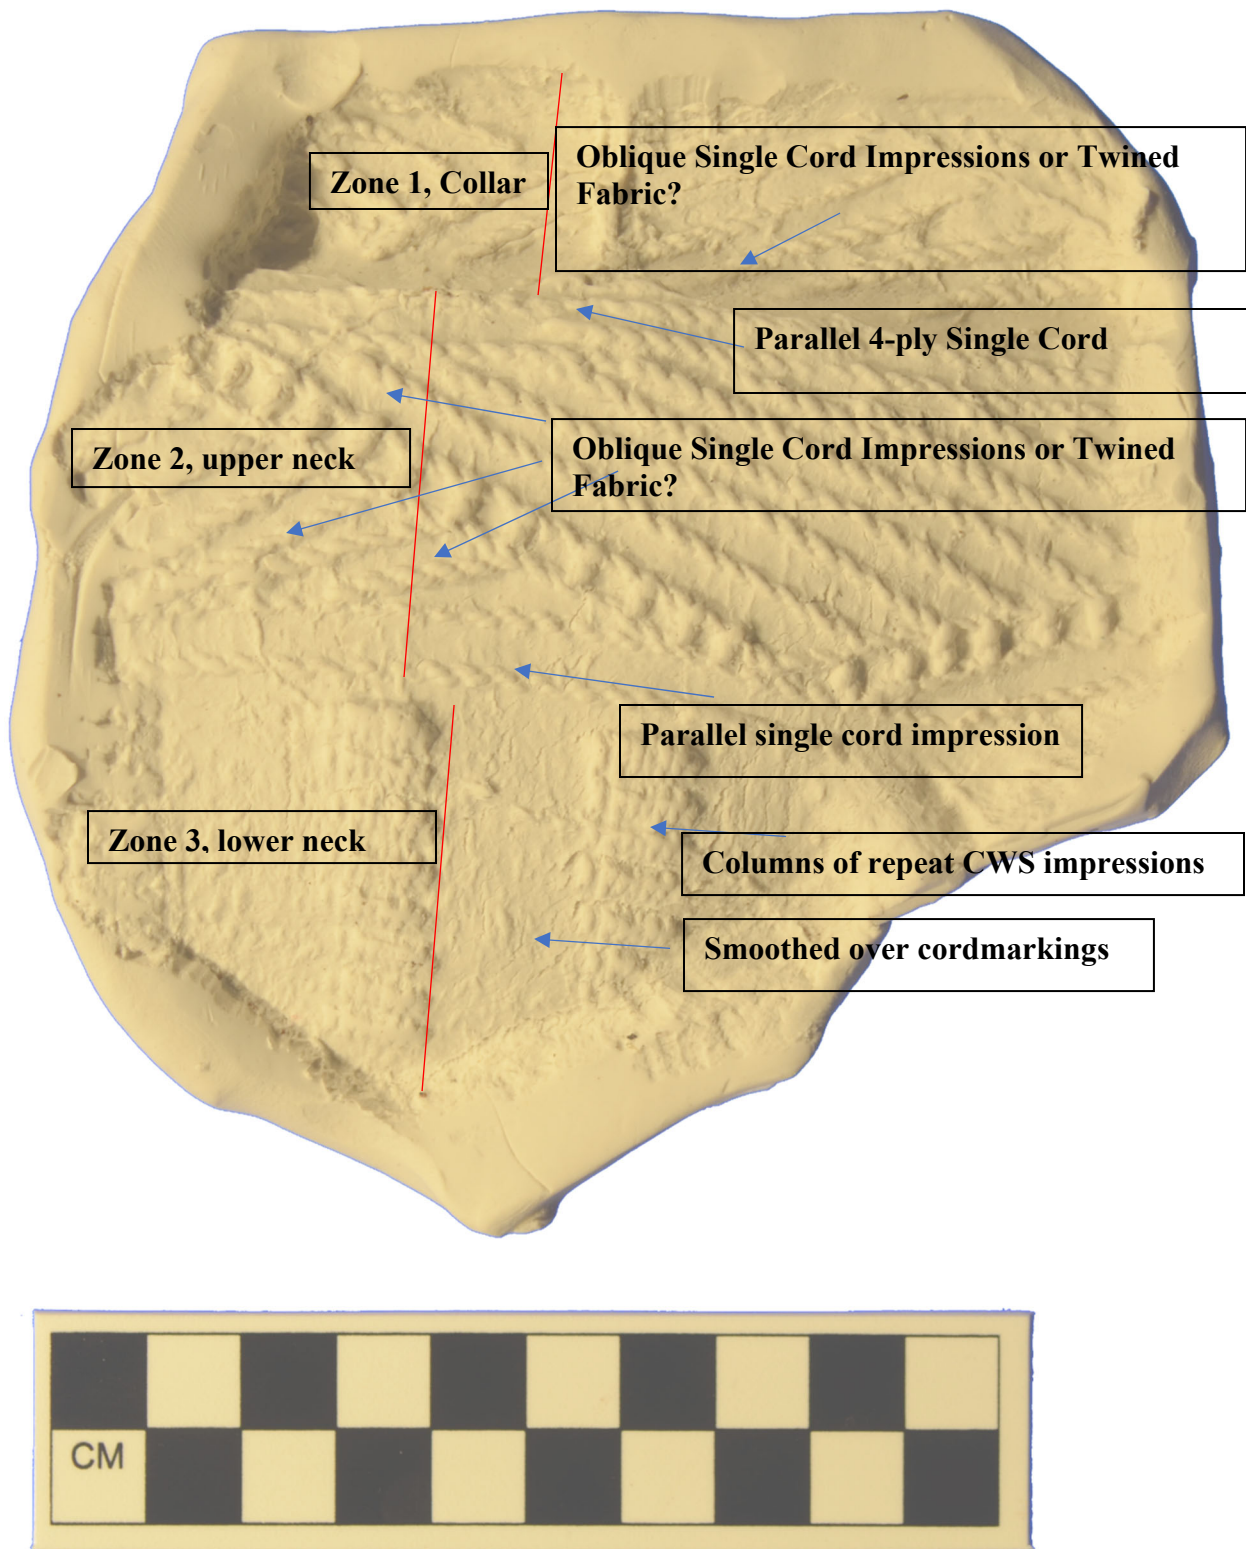 Oblique Single Cord Impressions or Twined
Fabric?
Zone 1, Collar
Parallel 4-ply Single Cord
Oblique Single Cord Impressions or Twined
Fabric?
Zone 2, upper neck
Parallel single cord impression
Zone 3, lower neck
Columns of repeat CWS impressions
Smoothed over cordmarkings
CM